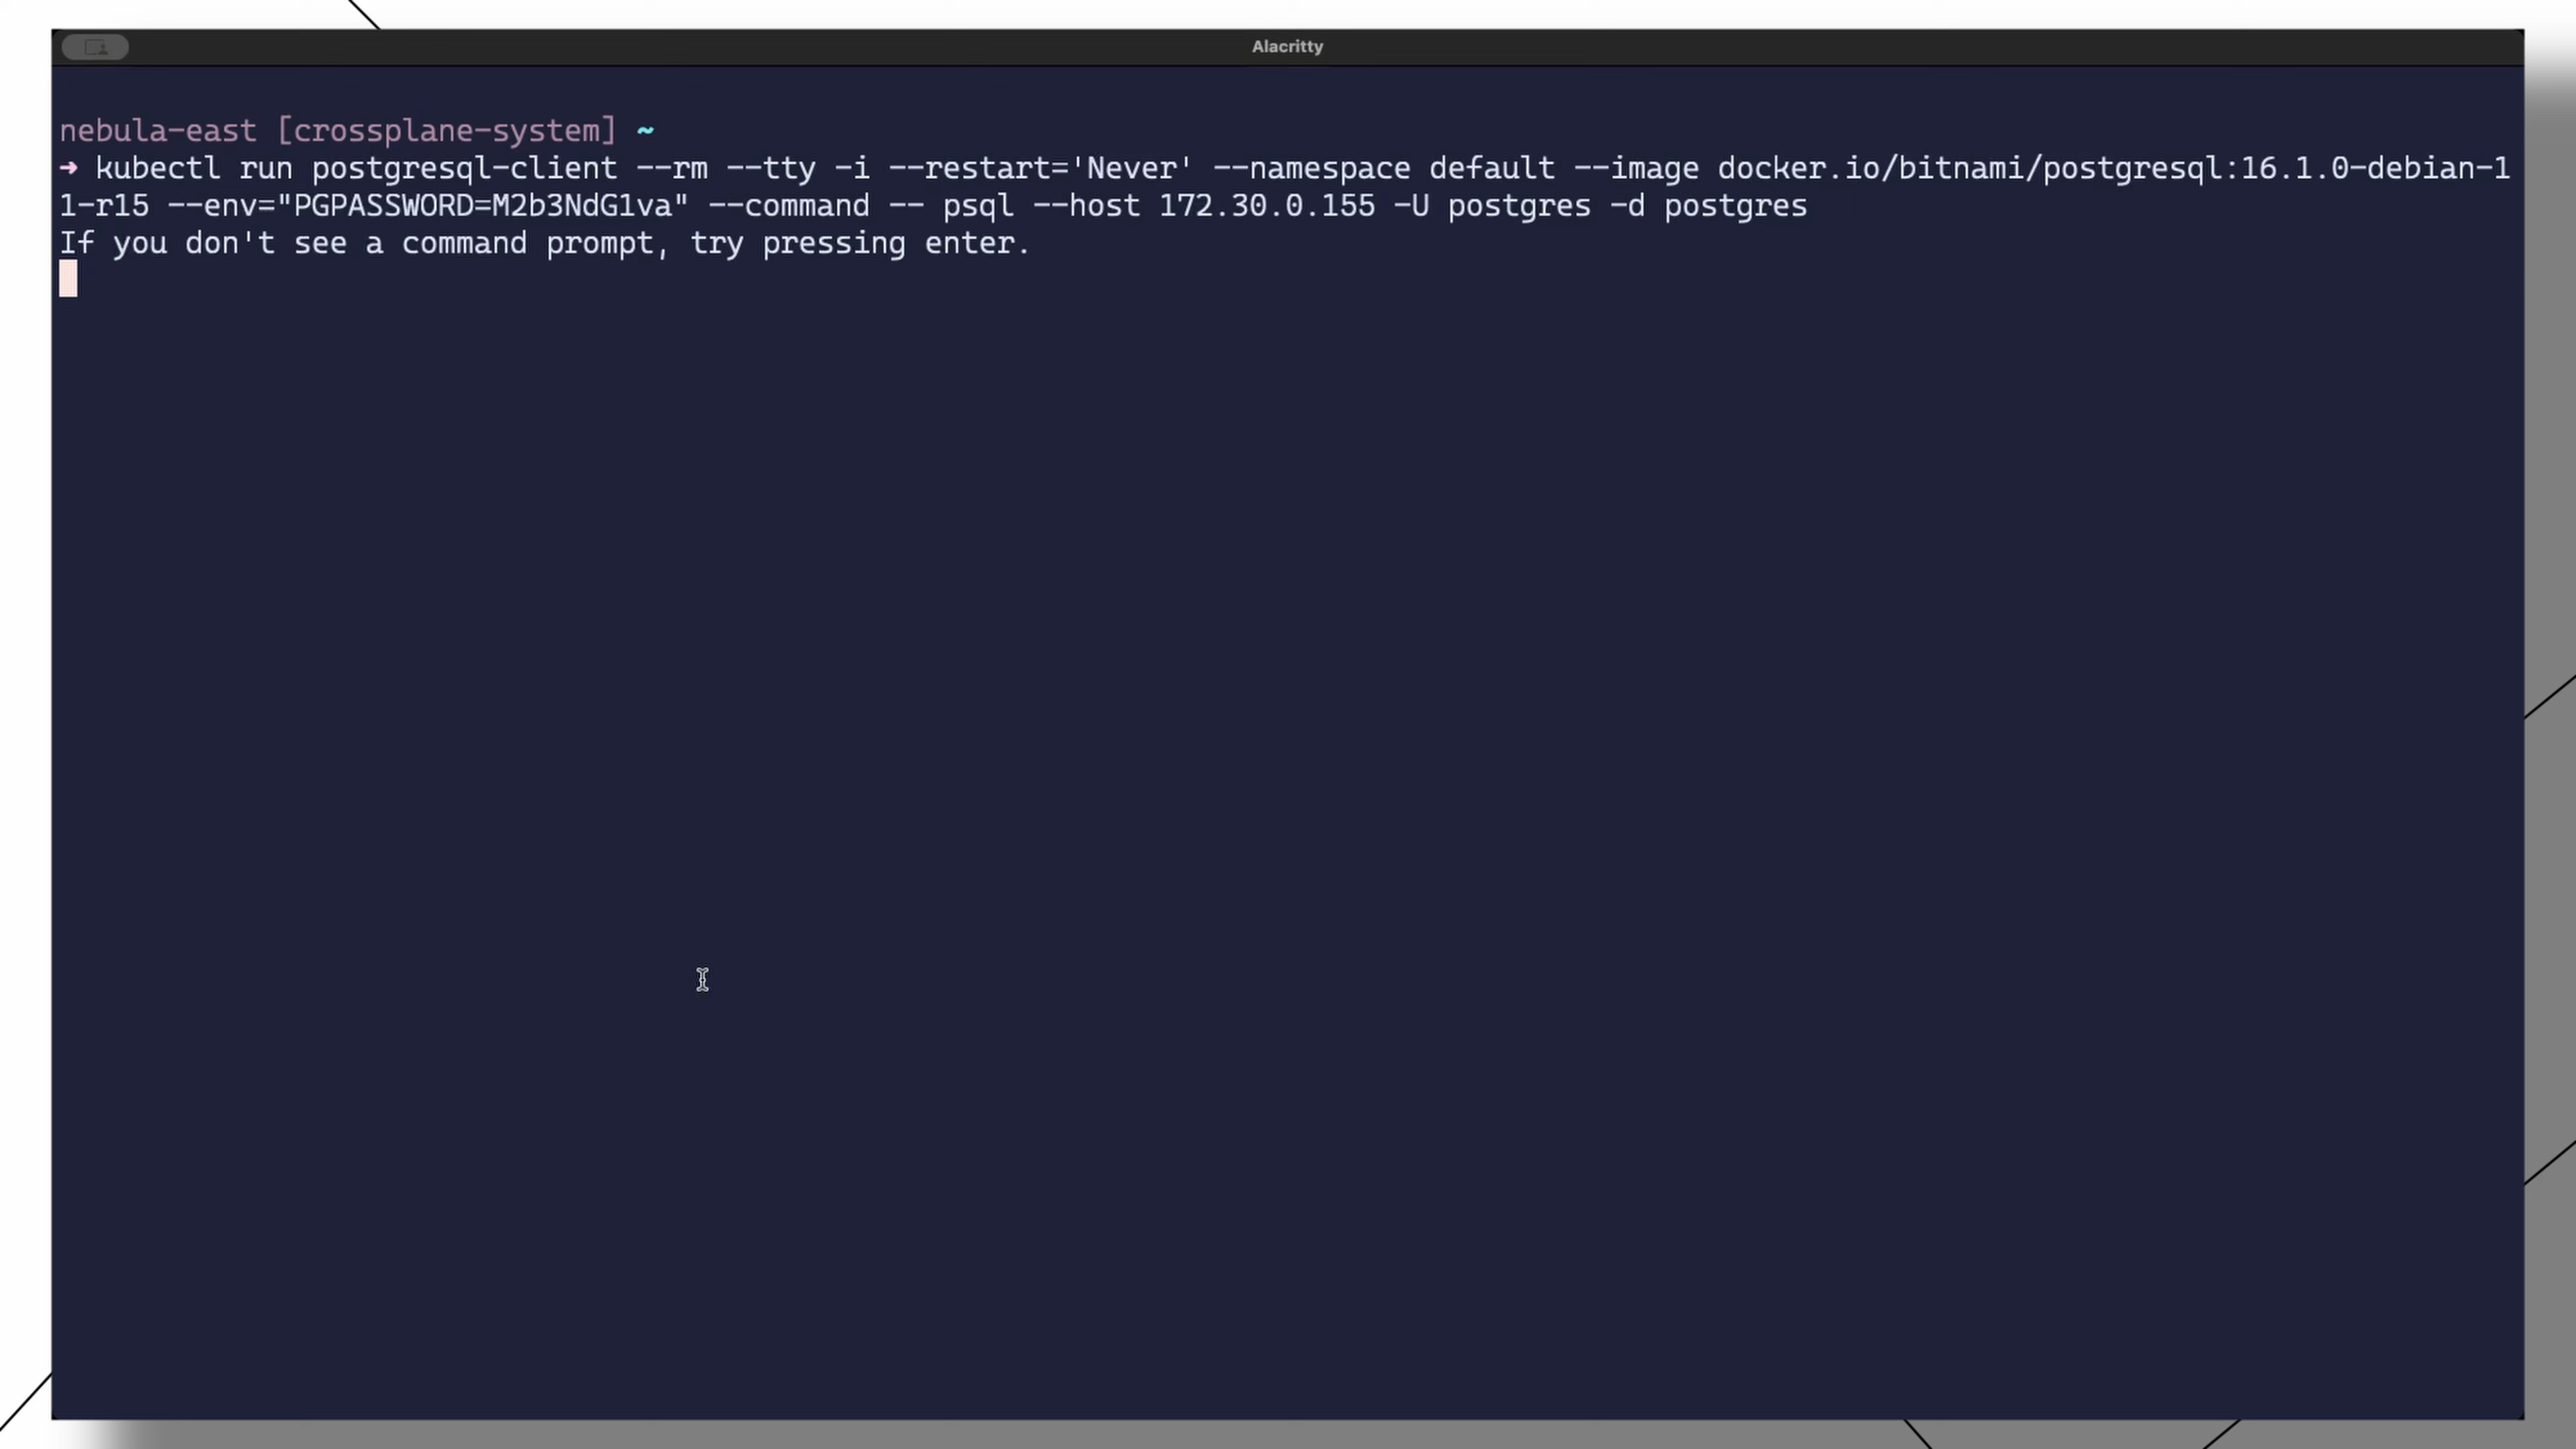 Alacritty
nebula-east [crossplane-system] ~
➜ kubectl run postgresql-client --rm --tty -i --restart='Never' --namespace default --image docker.io/bitnami/postgresql:16.1.0-debian-1
1-r15 --env="PGPASSWORD=M2b3NdG1va" --command -- psql --host 172.30.0.155 -U postgres -d postgres
If you don't see a command prompt, try pressing enter.